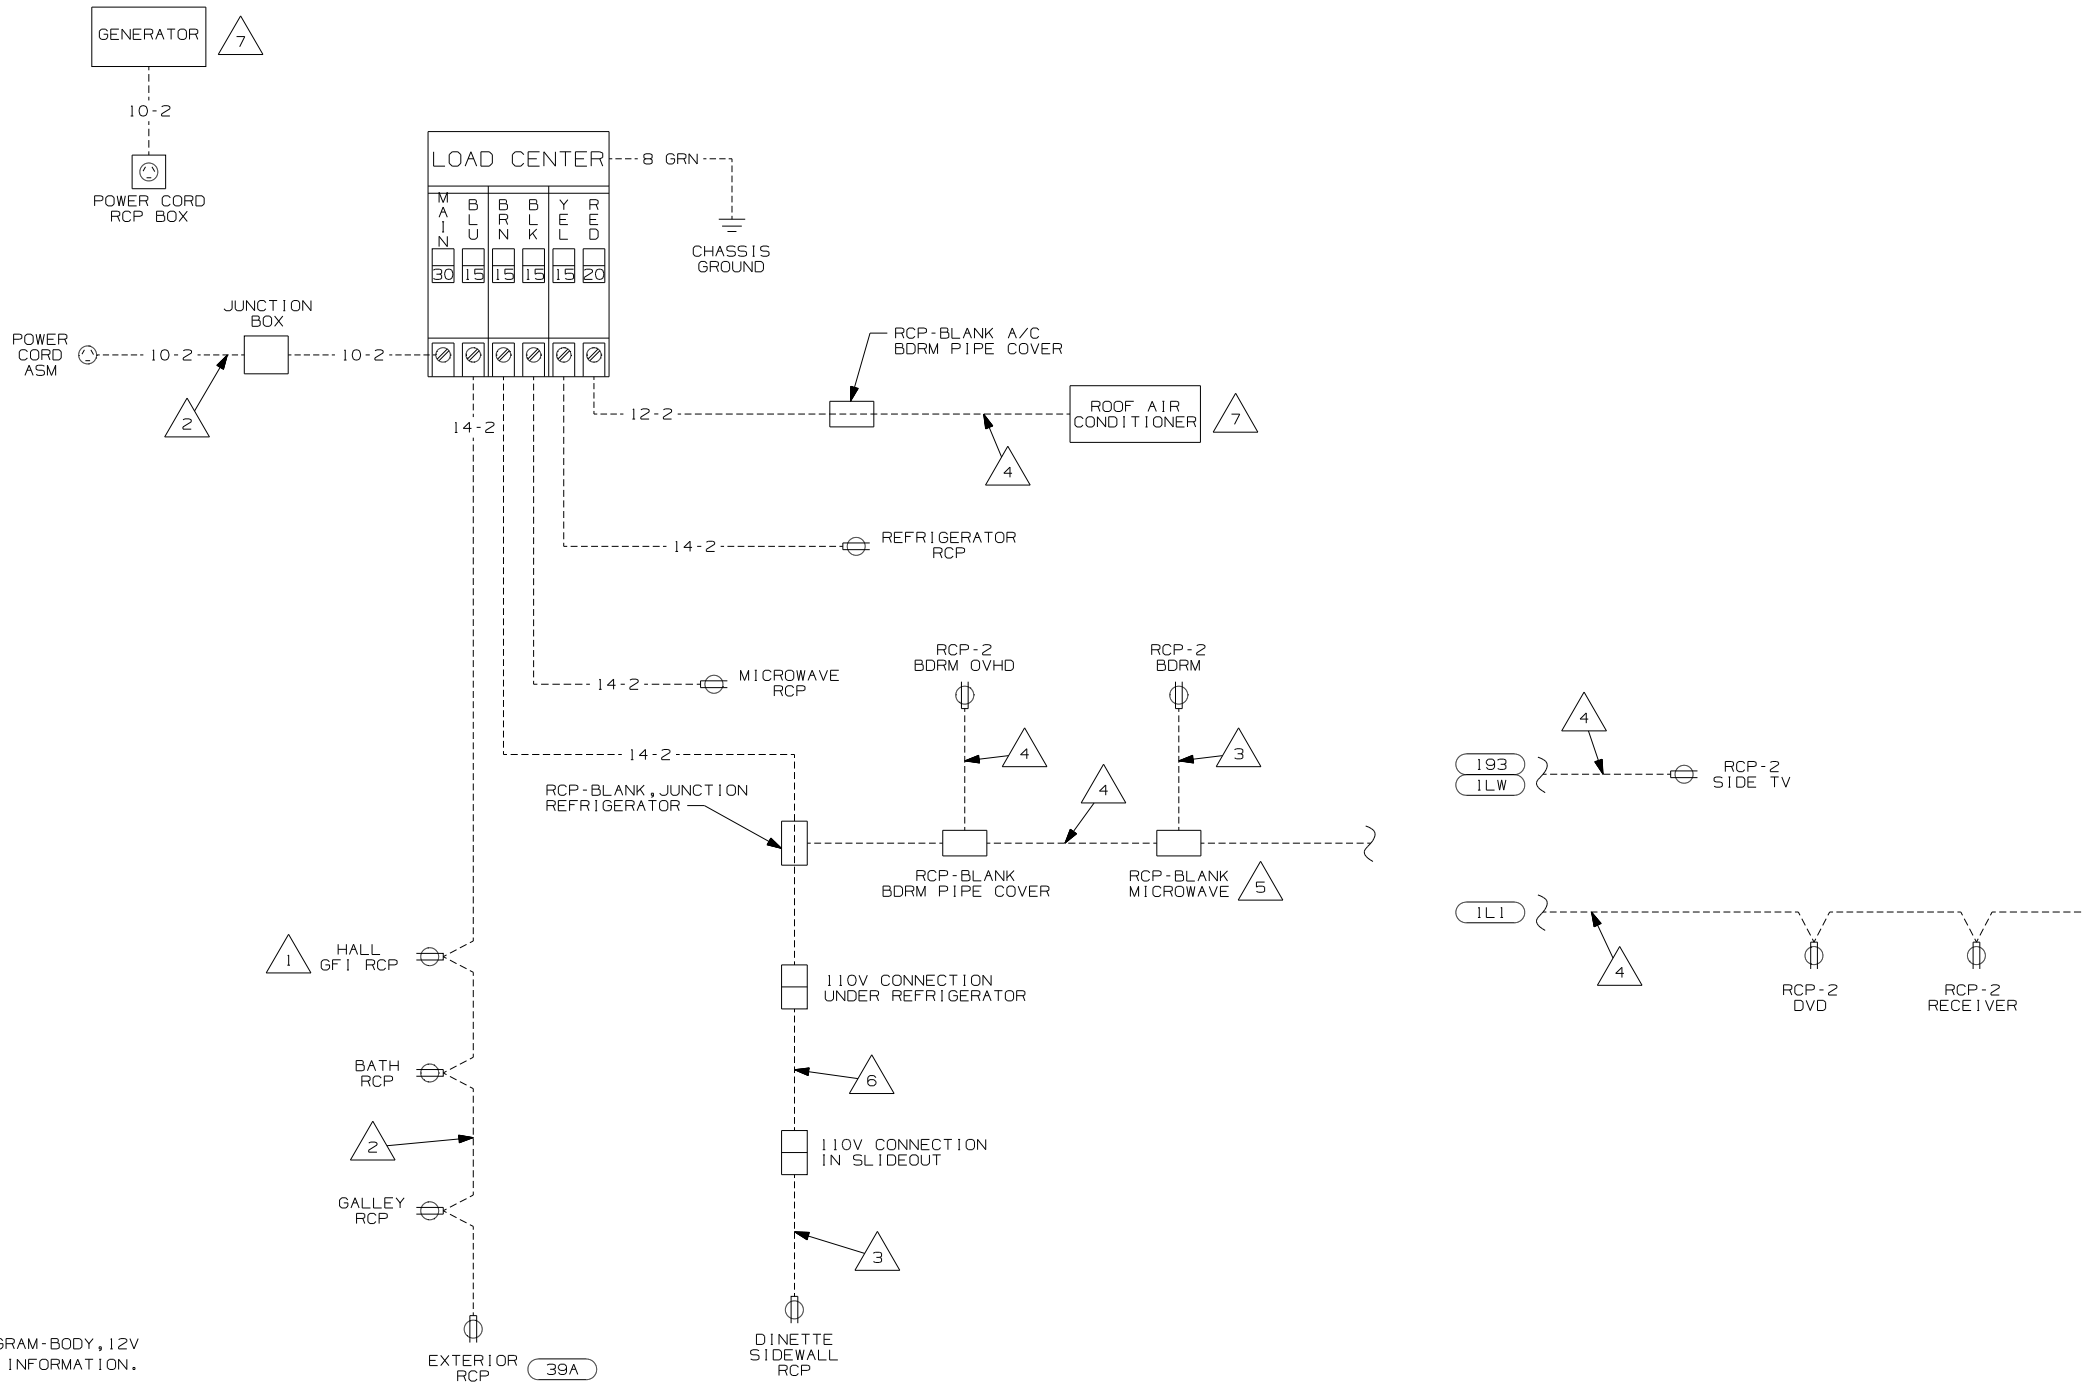 GENERATOR
7
10-2
POWER CORD
RCP BOX
LOAD CENTER
8 GRN
CHASSIS
GROUND
MAIN
BLU
BRN
BLK
YEL
RED
30
15
15
15
15
20
JUNCTION
BOX
POWER
CORD
ASM
10-2
10-2
2
RCP-BLANK A/C
BDRM PIPE COVER
14-2
12-2
ROOF AIR
CONDITIONER
7
4
14-2
REFRIGERATOR
RCP
14-2
MICROWAVE
RCP
RCP-2
BDRM OVHD
RCP-2
BDRM
14-2
4
3
4
193
1LW
RCP-2
SIDE TV
RCP-BLANK,JUNCTION
REFRIGERATOR
4
RCP-BLANK
BDRM PIPE COVER
RCP-BLANK
MICROWAVE
5
1L1
4
RCP-2
DVD
RCP-2
RECEIVER
1
HALL
GFI RCP
110V CONNECTION
UNDER REFRIGERATOR
BATH
RCP
6
2
110V CONNECTION
IN SLIDEOUT
GALLEY
RCP
3
DINETTE
SIDEWALL
RCP
EXTERIOR
RCP
39A
GRAM-BODY,12V
INFORMATION.